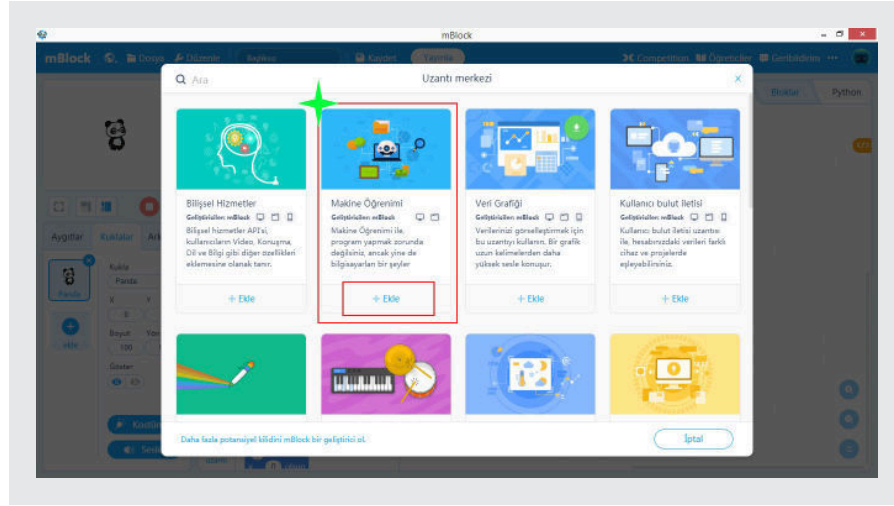 mBlock
mBlock Dosya Düzenle Başlıksız Kaydet Yayınla Competition Öğreticiler Geribildirim
Ara Uzantı merkezi
Bloklar Python
Bilişsel Hizmetler
Geliştiriciler: mBlock
Bilişsel hizmetler API'si,
kullanıcıların Video, Konuşma,
Dil ve Bilgi gibi diğer özellikleri
eklemesine olanak tanır.
+ Ekle
Makine Öğrenimi
Geliştiriciler: mBlock
Makine Öğrenimi ile,
program yapmak zorunda
değilsiniz, ancak yine de
bilgisayarları bir şeyler
+ Ekle
Veri Grafiği
Geliştiriciler: mBlock
Verilerinizi görselleştirmek için
bu uzantıyı kullanın. Bir grafik
uzun kelimelerden daha
yüksek sesle konuşur.
+ Ekle
Kullanıcı bulut iletisi
Geliştiriciler: mBlock
Kullanıcı bulut iletisi uzantısı
ile, hesabınızdaki verileri farklı
cihaz ve projelerde
eşleyebilirsiniz.
+ Ekle
Aygıtlar Kuklalar
Kukla
Panda
Panda
X
0
Boyut
100
ekle
Göster
Daha fazla potansiyel kilidini mBlock bir geliştirici ol.
İptal